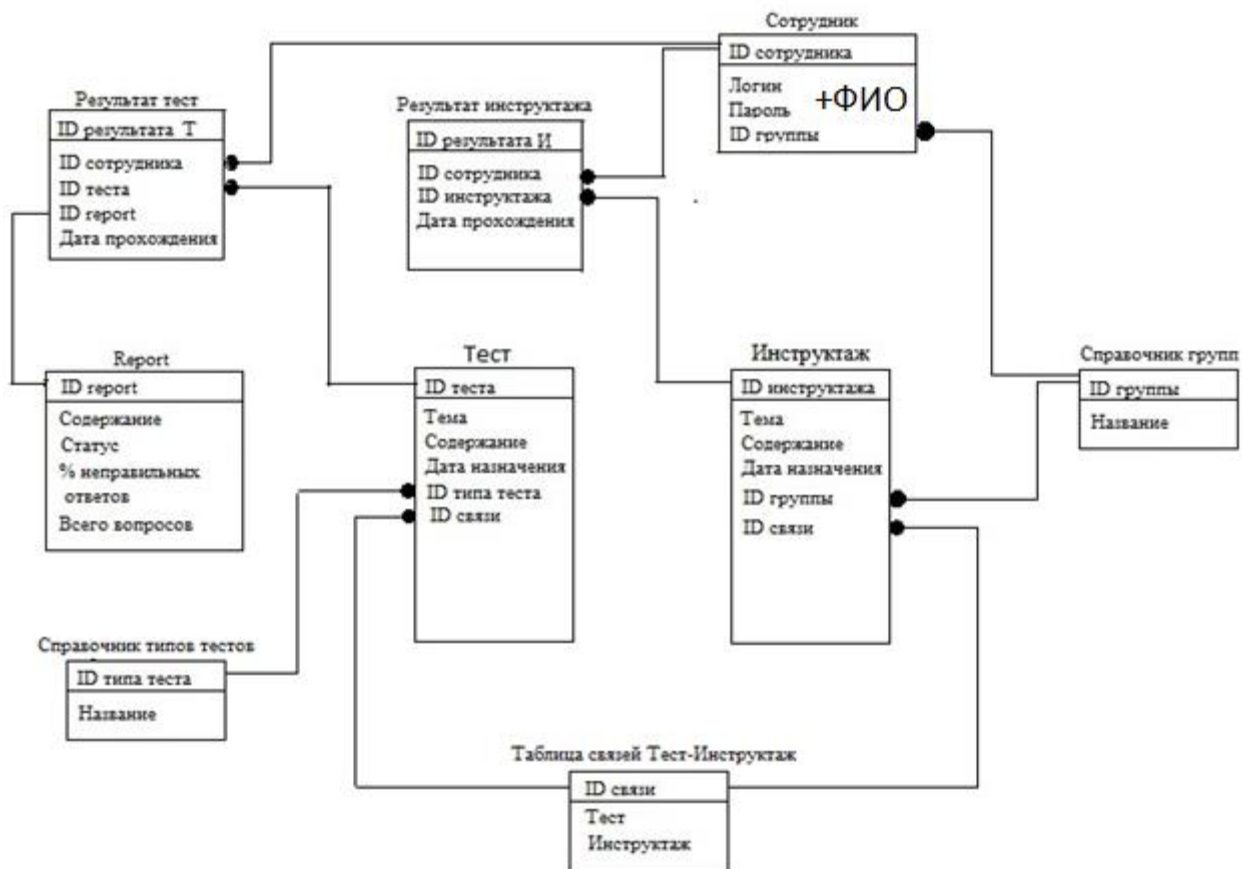 Сотрудник
ID сотрудника
Логин
Пароль
+ФИО
ID группы
Результат тест
ID результата Т
ID сотрудника
ID теста
ID report
Дата прохождения
Результат инструктажа
ID результата И
ID сотрудника
ID инструктажа
Дата прохождения
Report
ID report
Содержание
Статус
% неправильных
ответов
Всего вопросов
Тест
ID теста
Тема
Содержание
Дата назначения
ID типа теста
ID связи
Инструктаж
ID инструктажа
Тема
Содержание
Дата назначения
ID группы
ID связи
Справочник групп
ID группы
Название
Справочник типов тестов
ID типа теста
Название
Таблица связей Тест-Инструктаж
ID связи
Тест
Инструктаж